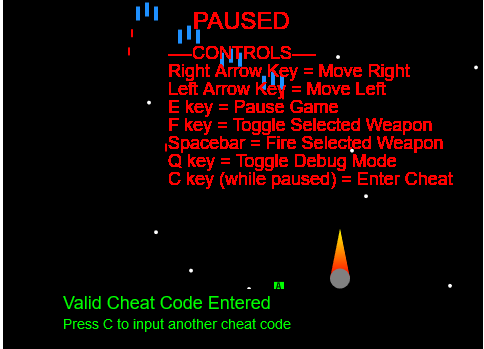 PAUSED
----CONTROLS----
Right Arrow Key = Move Right
Left Arrow Key = Move Left
E key = Pause Game
F key = Toggle Selected Weapon
Spacebar = Fire Selected Weapon
Q key = Toggle Debug Mode
C key (while paused) = Enter Cheat
A
Valid Cheat Code Entered
Press C to input another cheat code